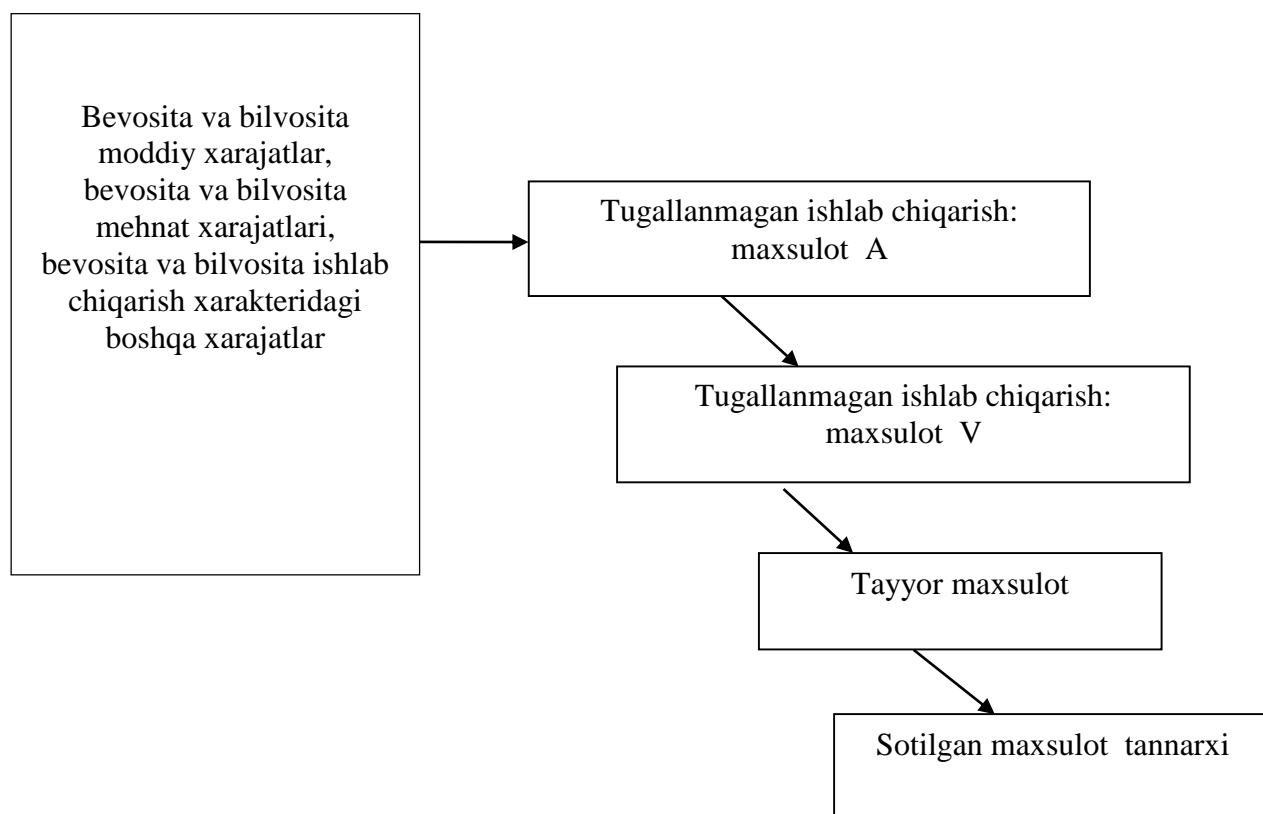 Bevosita va bilvosita
moddiy xarajatlar,
bevosita va bilvosita
mehnat xarajatlari,
bevosita va bilvosita ishlab
chiqarish xarakteridagi
boshqa xarajatlar
Tugallanmagan ishlab chiqarish:
maxsulot A
Tugallanmagan ishlab chiqarish:
maxsulot V
Tayyor maxsulot
Sotilgan maxsulot tannarxi